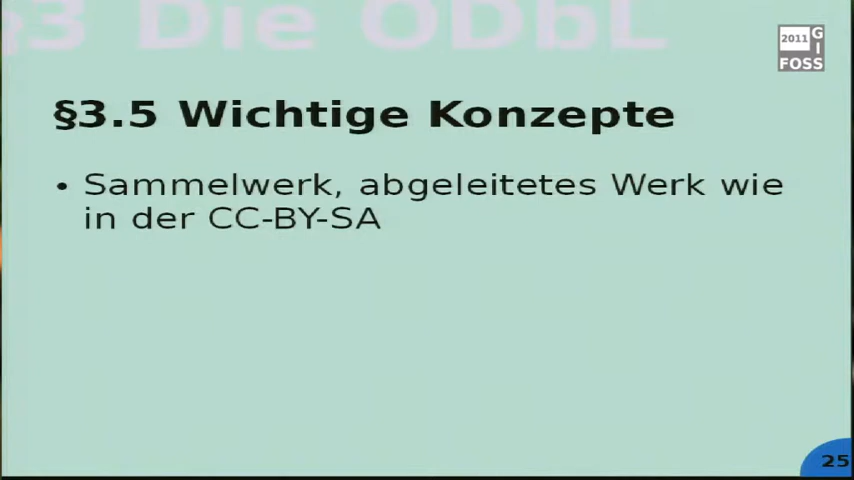 §3 Die ODbL
2011 G
I
FOSS
§3.5 Wichtige Konzepte
• Sammelwerk, abgeleitetes Werk wie
in der CC-BY-SA
25